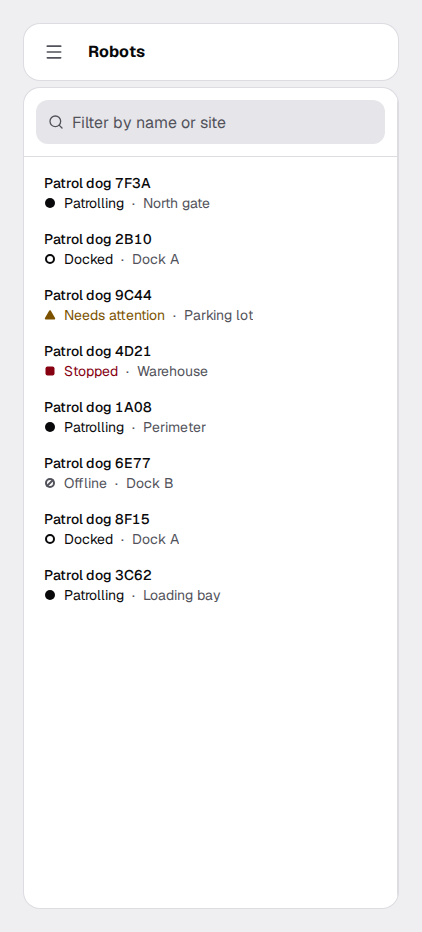 Robots
Filter by name or site
Patrol dog 7F3A
Patrolling · North gate
Patrol dog 2B10
Docked · Dock A
Patrol dog 9C44
Needs attention · Parking lot
Patrol dog 4D21
Stopped · Warehouse
Patrol dog 1A08
Patrolling · Perimeter
Patrol dog 6E77
Offline · Dock B
Patrol dog 8F15
Docked · Dock A
Patrol dog 3C62
Patrolling · Loading bay